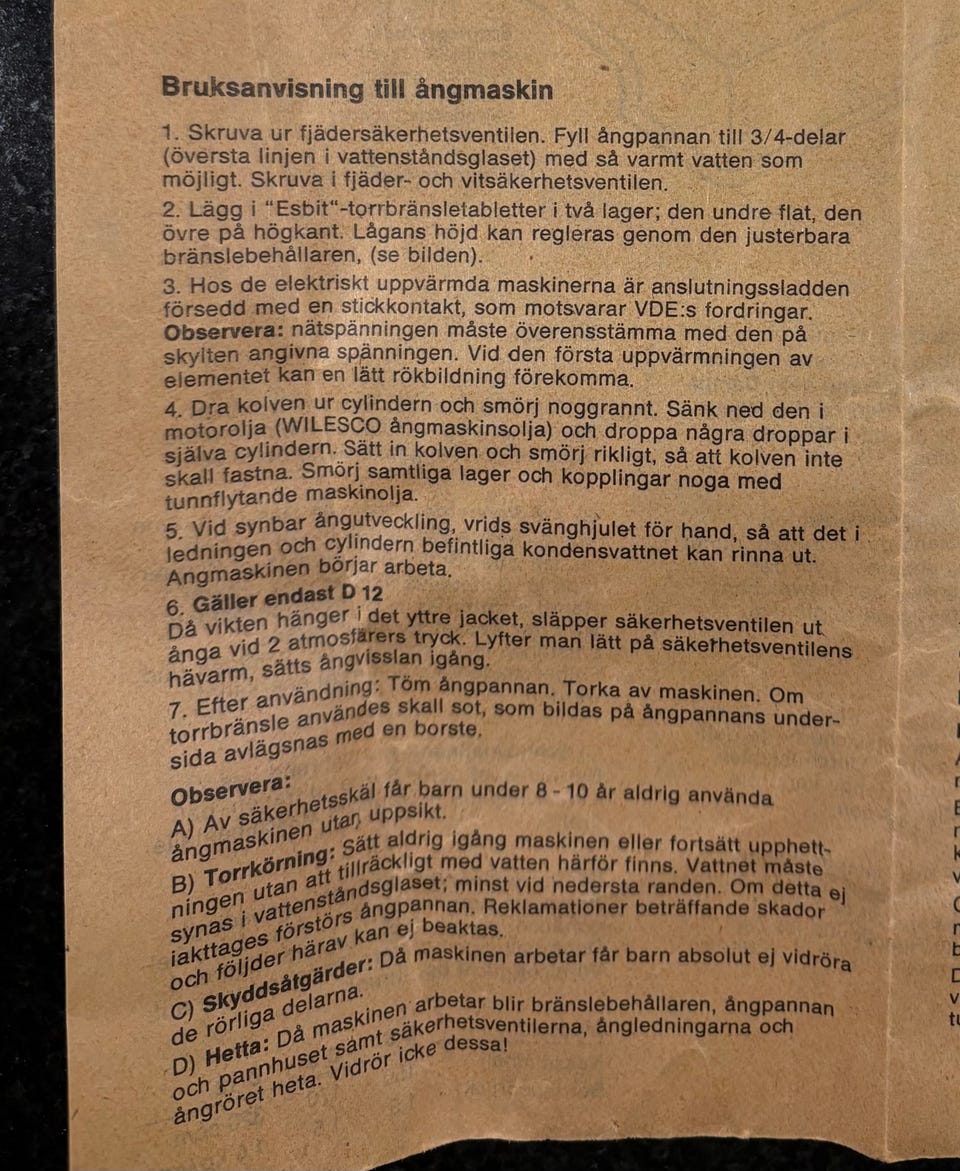 Bruksanvisning till ångmaskin
1. Skruva ur fjädersäkerhetsventilen. Fyll ångpannan till 3/4-delar
(översta linjen i vattenståndsglaset) med så varmt vatten som
möjligt. Skruva i fjäder- och vitsäkerhetsventilen.
2. Lägg i "Esbit"-torrbränsletabletter i två lager; den undre flat, den
övre på högkant. Lågans höjd kan regleras genom den justerbara
bränslebehållaren, (se bilden).
3. Hos de elektriskt uppvärmda maskinerna är anslutningssladden
försedd med en stickkontakt, som motsvarar VDE:s fordringar.
Observera: nätspänningen måste överensstämma med den på
skylten angivna spänningen. Vid den första uppvärmningen av
elementet kan en lätt rökbildning förekomma.
4. Dra kolven ur cylindern och smörj noggrannt. Sänk ned den i
motorolja (WILESCO ångmaskinsolja) och droppa några droppar i
själva cylindern. Sätt in kolven och smörj rikligt, så att kolven inte
skall fastna. Smörj samtliga lager och kopplingar noga med
tunnflytande maskinolja.
5. Vid synbar ångutveckling, vrids svänghjulet för hand, så att det i
ledningen och cylindern befintliga kondensvattnet kan rinna ut.
Angmaskinen börjar arbeta.
6. Gäller endast D 12
Då vikten hänger i det yttre jacket, släpper säkerhetsventilen ut
ånga vid 2 atmosfärers tryck. Lyfter man lätt på säkerhetsventilens
hävarm, sätts ångvisslan igång.
7. Efter användning: Töm ångpannan. Torka av maskinen. Om
torrbränsle användes skall sot, som bildas på ångpannans under-
sida avlägsnas med en borste.
Observera:
A) Av säkerhetsskäl får barn under 8 - 10 år aldrig använda
ångmaskinen utan uppsikt.
B) Torrkörning: Sätt aldrig igång maskinen eller fortsätt upphett-
ningen utan att tillräckligt med vatten härför finns. Vattnet måste
synas i vattenståndsglaset; minst vid nedersta randen. Om detta ej
iakttages förstörs ångpannan. Reklamationer beträffande skador
och följder härav kan ej beaktas.
C) Skyddsåtgärder: Då maskinen arbetar får barn absolut ej vidröra
de rörliga delarna.
D) Hetta: Då maskinen arbetar blir bränslebehållaren, ångpannan
och pannhuset samt säkerhetsventilerna, ångledningarna och
ångröret heta. Vidrör icke dessa!